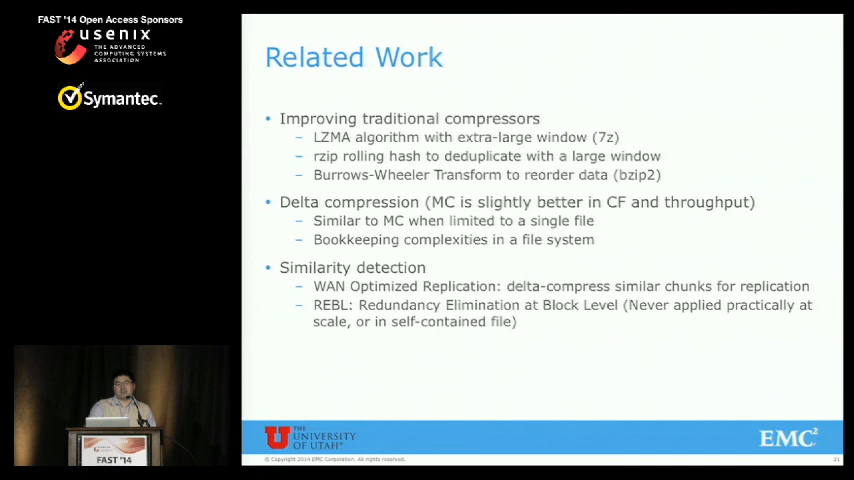 FAST '14 Open Access Sponsors
usenix
THE ADVANCED
COMPUTING SYSTEMS
ASSOCIATION
Symantec.
Related Work
• Improving traditional compressors
– LZMA algorithm with extra-large window (7z)
– rzip rolling hash to deduplicate with a large window
– Burrows-Wheeler Transform to reorder data (bzip2)
• Delta compression (MC is slightly better in CF and throughput)
– Similar to MC when limited to a single file
– Bookkeeping complexities in a file system
• Similarity detection
– WAN Optimized Replication: delta-compress similar chunks for replication
– REBL: Redundancy Elimination at Block Level (Never applied practically at
scale, or in self-contained file)
FAST '14
U THE
UNIVERSITY
OF UTAH
EMC²
© Copyright 2014 EMC Corporation. All rights reserved.
21